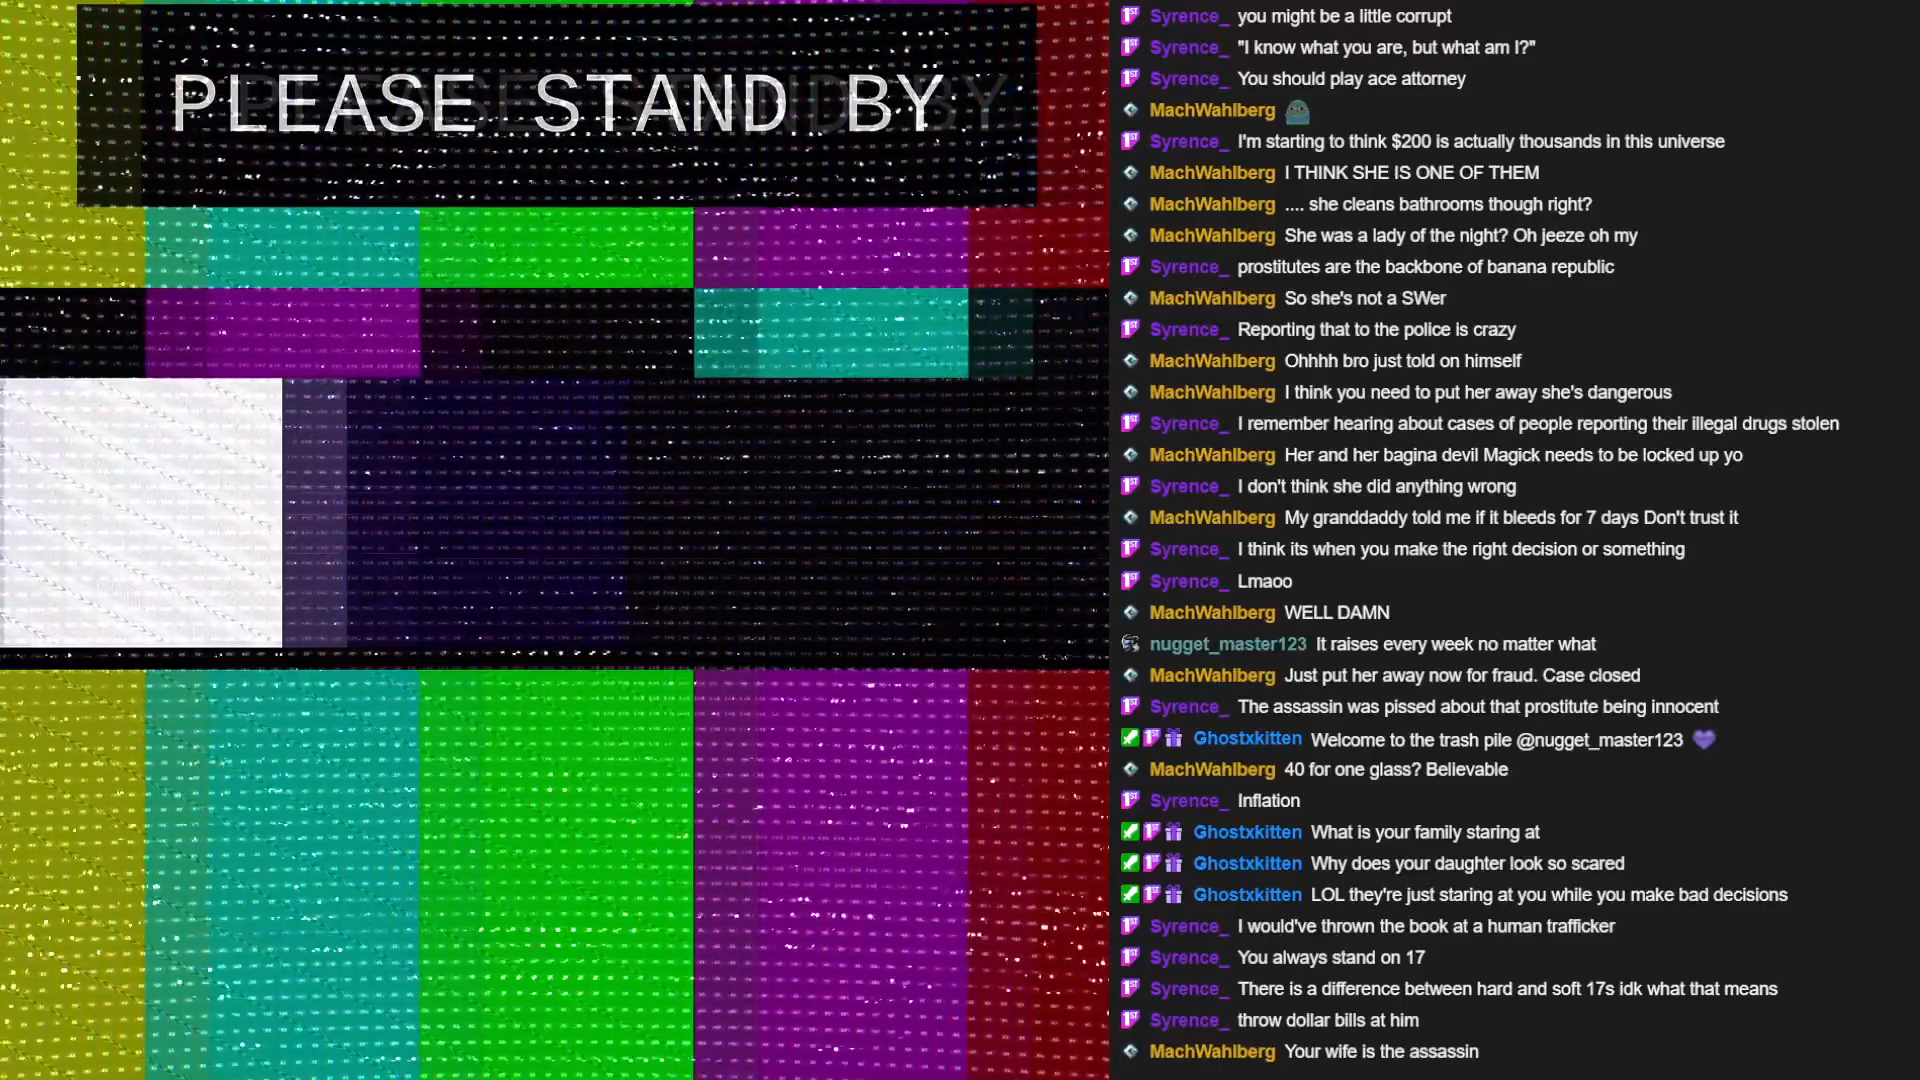 PLEASE STAND BY
Syrence_ you might be a little corrupt
Syrence_ "I know what you are, but what am I?"
Syrence_ You should play ace attorney
MachWahlberg
Syrence_ I'm starting to think $200 is actually thousands in this universe
MachWahlberg I THINK SHE IS ONE OF THEM
MachWahlberg .... she cleans bathrooms though right?
MachWahlberg She was a lady of the night? Oh jeeze oh my
Syrence_ prostitutes are the backbone of banana republic
MachWahlberg So she's not a SWer
Syrence_ Reporting that to the police is crazy
MachWahlberg Ohhhh bro just told on himself
MachWahlberg I think you need to put her away she's dangerous
Syrence_ I remember hearing about cases of people reporting their illegal drugs stolen
MachWahlberg Her and her bagina devil Magick needs to be locked up yo
Syrence_ I don't think she did anything wrong
MachWahlberg My granddaddy told me if it bleeds for 7 days Don't trust it
Syrence_ I think its when you make the right decision or something
Syrence_ Lmaoo
MachWahlberg WELL DAMN
nugget_master123 It raises every week no matter what
MachWahlberg Just put her away now for fraud. Case closed
Syrence_ The assassin was pissed about that prostitute being innocent
Ghostxkitten Welcome to the trash pile @nugget_master123
MachWahlberg 40 for one glass? Believable
Syrence_ Inflation
Ghostxkitten What is your family staring at
Ghostxkitten Why does your daughter look so scared
Ghostxkitten LOL they're just staring at you while you make bad decisions
Syrence_ I would've thrown the book at a human trafficker
Syrence_ You always stand on 17
Syrence_ There is a difference between hard and soft 17s idk what that means
Syrence_ throw dollar bills at him
MachWahlberg Your wife is the assassin